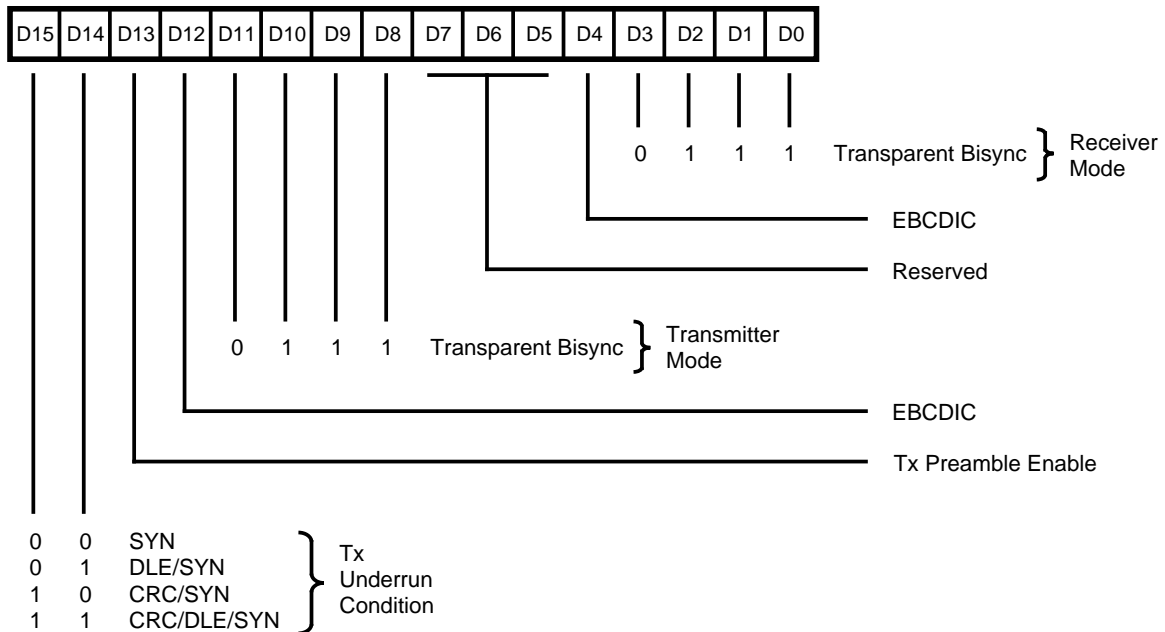 D15 D14 D13 D12 D11 D10 D9 D8 D7 D6 D5 D4 D3 D2 D1 D0
0 1 1 1 Transparent Bisync Receiver
Mode
EBCDIC
Reserved
0 1 1 1 Transparent Bisync Transmitter
Mode
EBCDIC
Tx Preamble Enable
0 0 SYN
0 1 DLE/SYN
1 0 CRC/SYN
1 1 CRC/DLE/SYN
Tx
Underrun
Condition